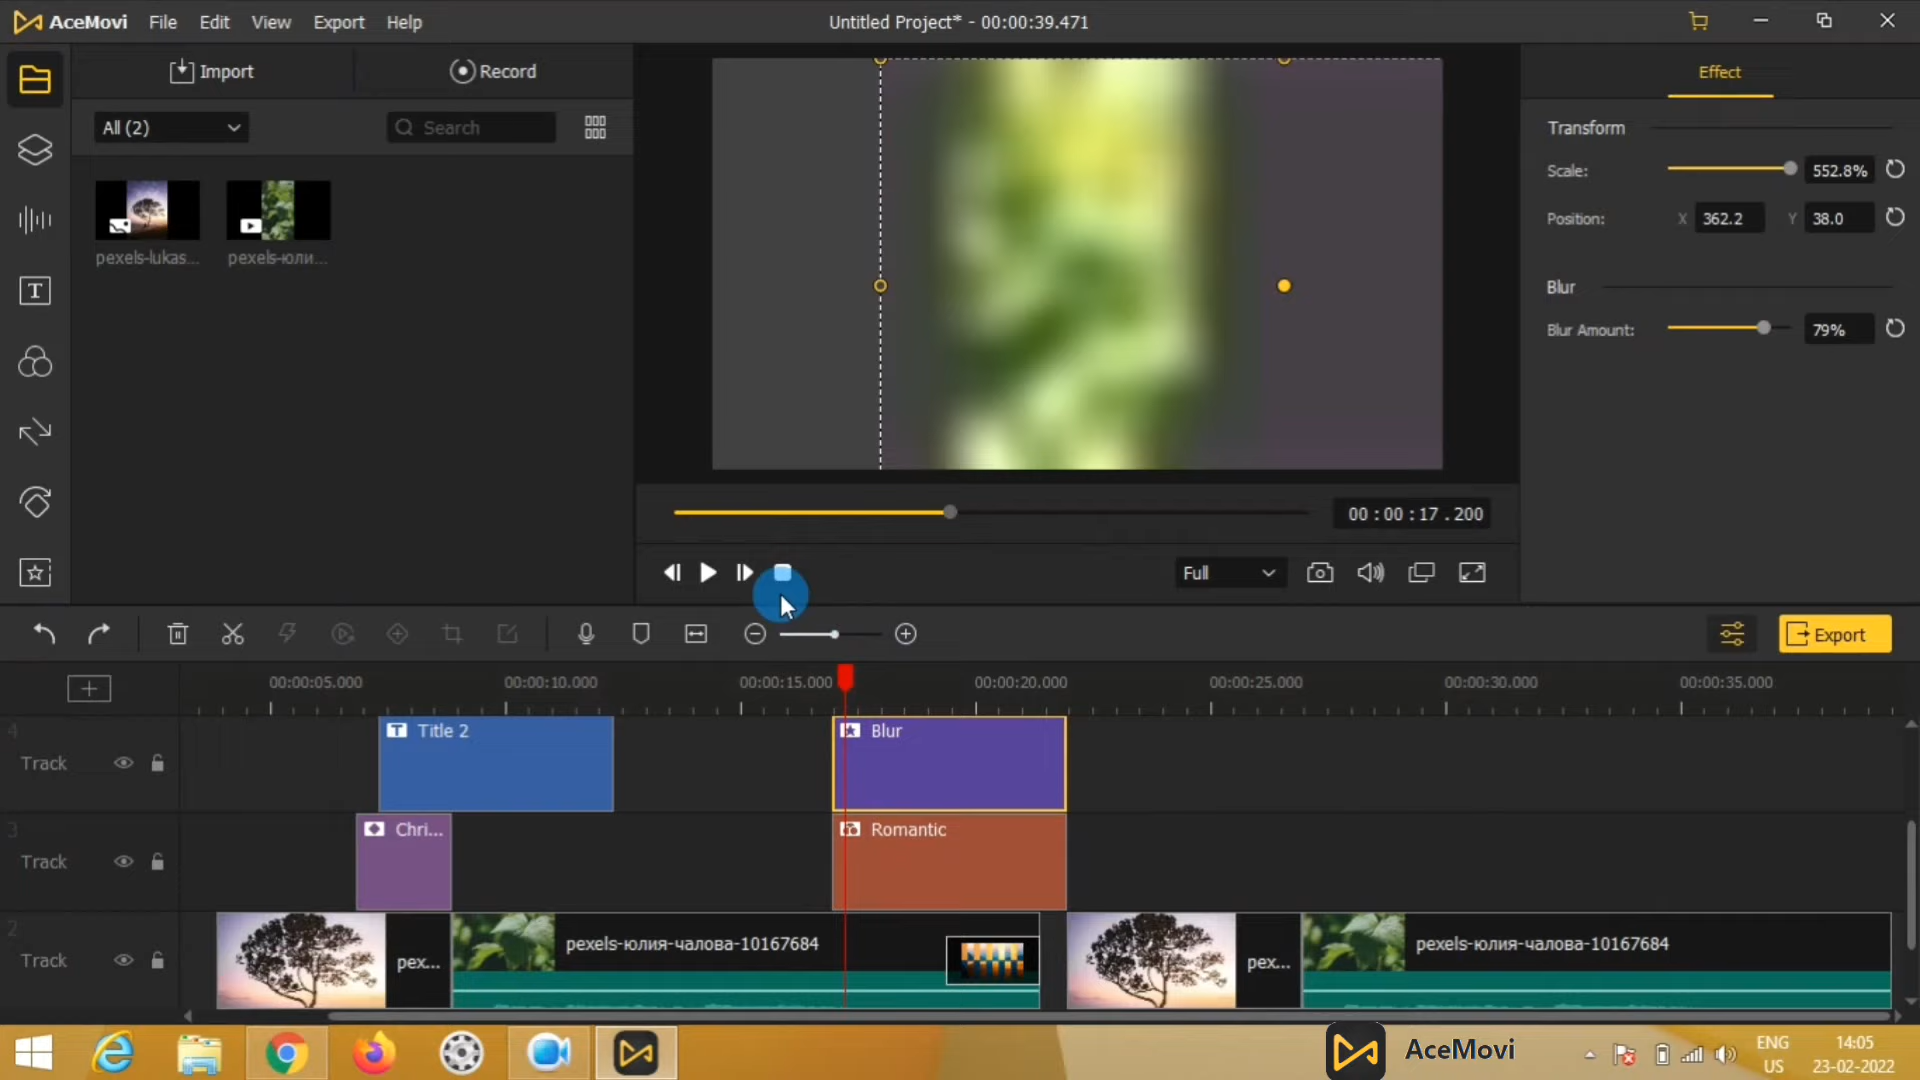 AceMovi File Edit View Export Help Untitled Project* - 00:00:39.471
Import Record Effect
All (2) Search Transform
Scale: 552.8%
Position: X 362.2 Y 38.0
pexels-lukas... pexels-юли...
Blur
Blur Amount: 79%
00:00:17.200
Full
Export
00:00:05.000 00:00:10.000 00:00:15.000 00:00:20.000 00:00:25.000 00:00:30.000 00:00:35.000
4
T Title 2 Blur
Track
3
Chri... Romantic
Track
2
pexels-юлия-чалова-10167684 pexels-юлия-чалова-10167684
Track pex... pex...
AceMovi ENG 14:05
US 23-02-2022